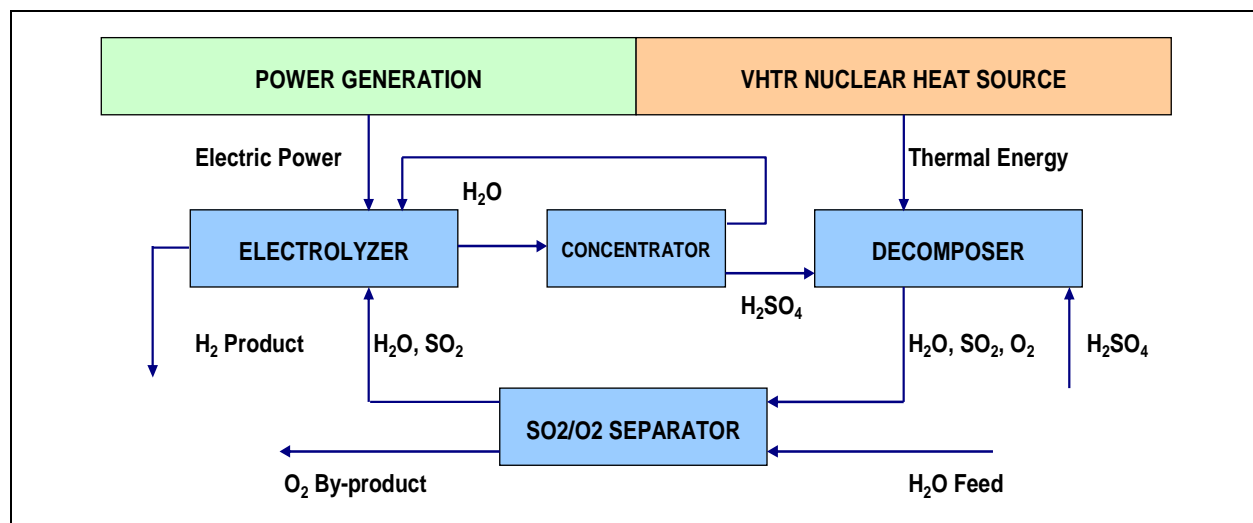 POWER GENERATION
VHTR NUCLEAR HEAT SOURCE
Electric Power
Thermal Energy
H₂O
ELECTROLYZER
CONCENTRATOR
DECOMPOSER
H₂SO₄
H₂ Product
H₂O, SO₂
H₂O, SO₂, O₂
H₂SO₄
SO2/O2 SEPARATOR
O₂ By-product
H₂O Feed